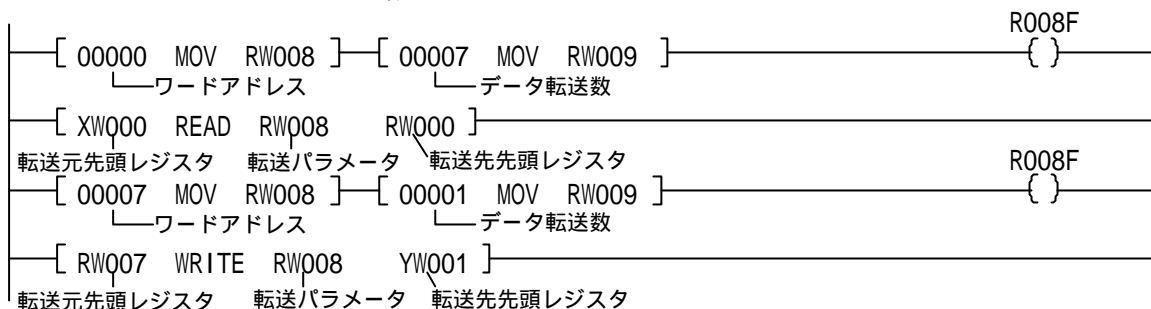 R008F
00000 MOV RW008 00007 MOV RW009
ワードアドレス データ転送数
XW000 READ RW008 RW000
転送元先頭レジスタ 転送パラメータ 転送先先頭レジスタ
R008F
00007 MOV RW008 00001 MOV RW009
ワードアドレス データ転送数
RW007 WRITE RW008 YW001
転送元先頭レジスタ 転送パラメータ 転送先先頭レジスタ